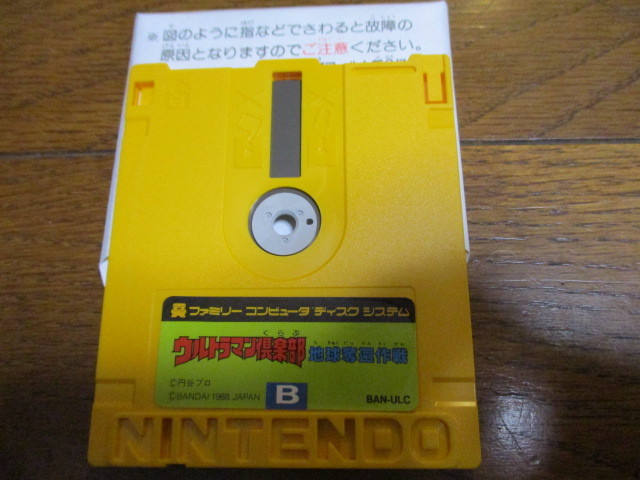 ※ 図のように指などでさわると故障の
原因となりますのでご注意ください。
ファミリー コンピュータ ディスク システム
くらぶ
ウルトラマン倶楽部 地球奪還作戦
©円谷プロ
©BANDAI 1988 JAPAN
B
BAN-ULC
NINTENDO